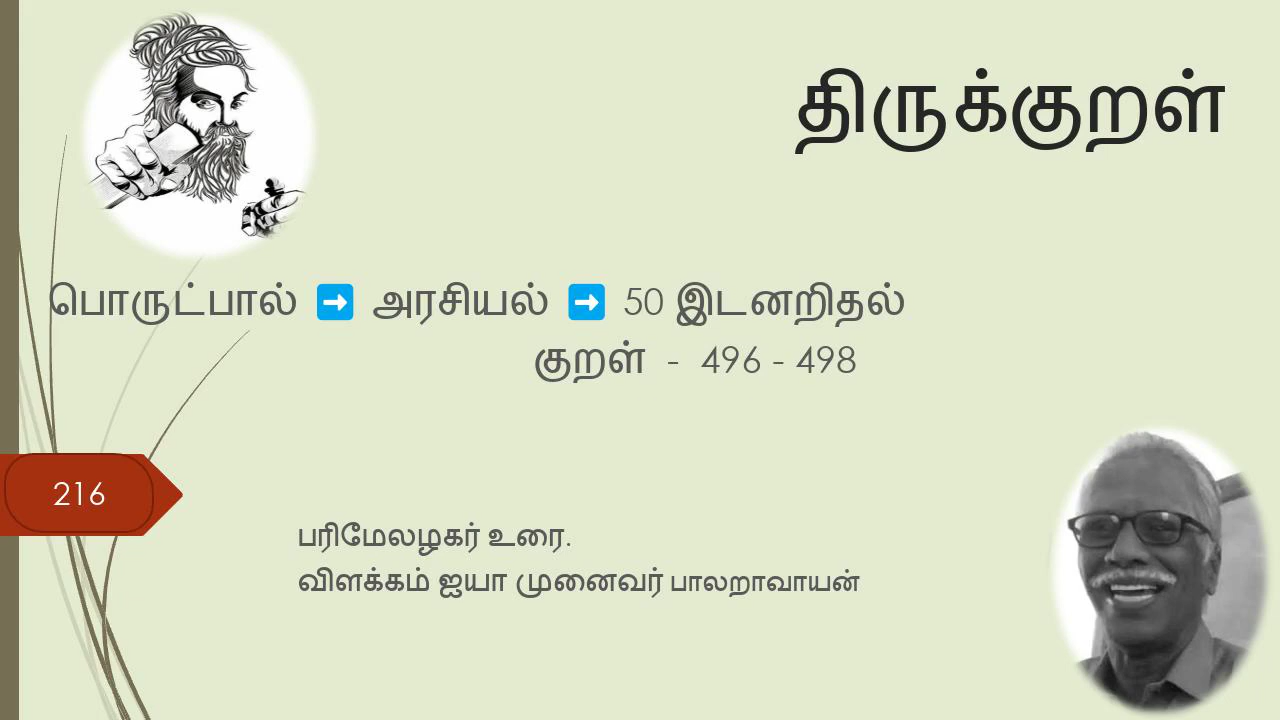 திருக்குறள்
பொருட்பால் ➡ அரசியல் ➡ 50 இடனறிதல்
குறள் - 496 - 498
216
பரிமேலழகர் உரை.
விளக்கம் ஐயா முனைவர் பாலறாவாயன்